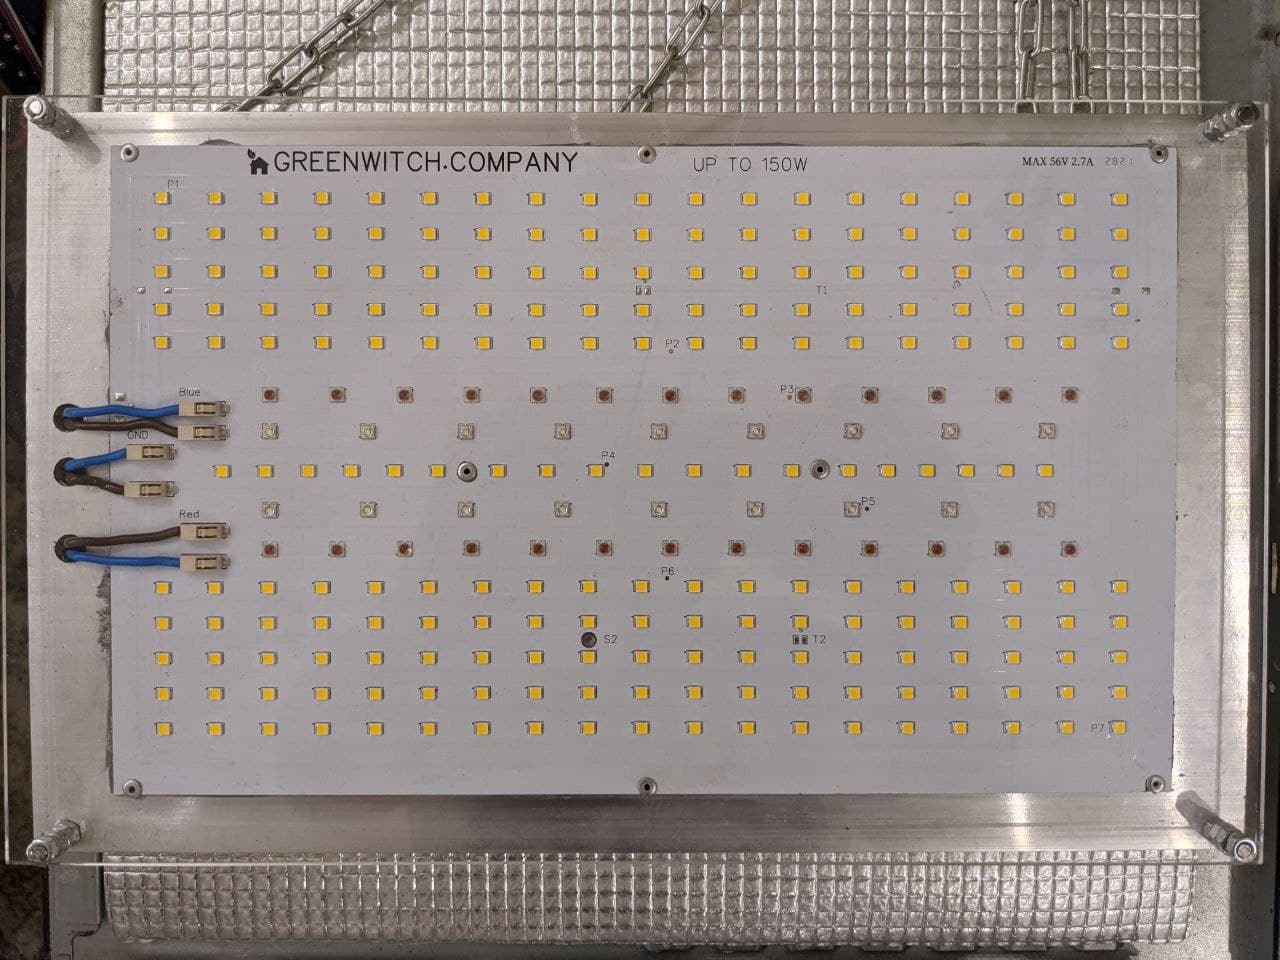 GREENWITCH.COMPANY
UP TO 150W
MAX 56V 2.7A 2821
P1
T1
P2
Blue
P3
GND
P4
P5
Red
P6
S2
T2
P7